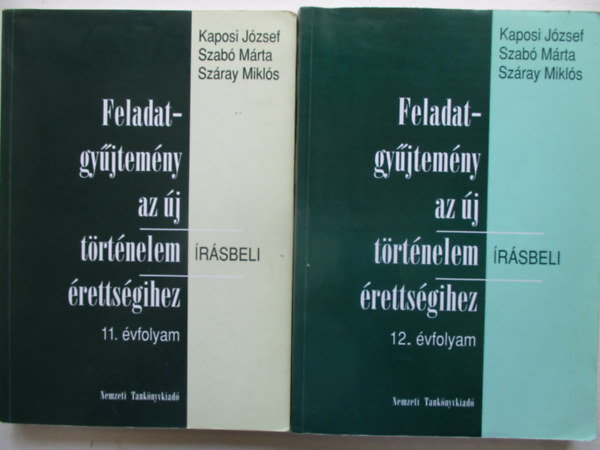 Kaposi József
Szabó Márta
Száray Miklós
Feladat-
gyűjtemény
az új
történelem
érettségihez
ÍRÁSBELI
11. évfolyam
Nemzeti Tankönyvkiadó
Kaposi József
Szabó Márta
Száray Miklós
Feladat-
gyűjtemény
az új
történelem
érettségihez
ÍRÁSBELI
12. évfolyam
Nemzeti Tankönyvkiadó